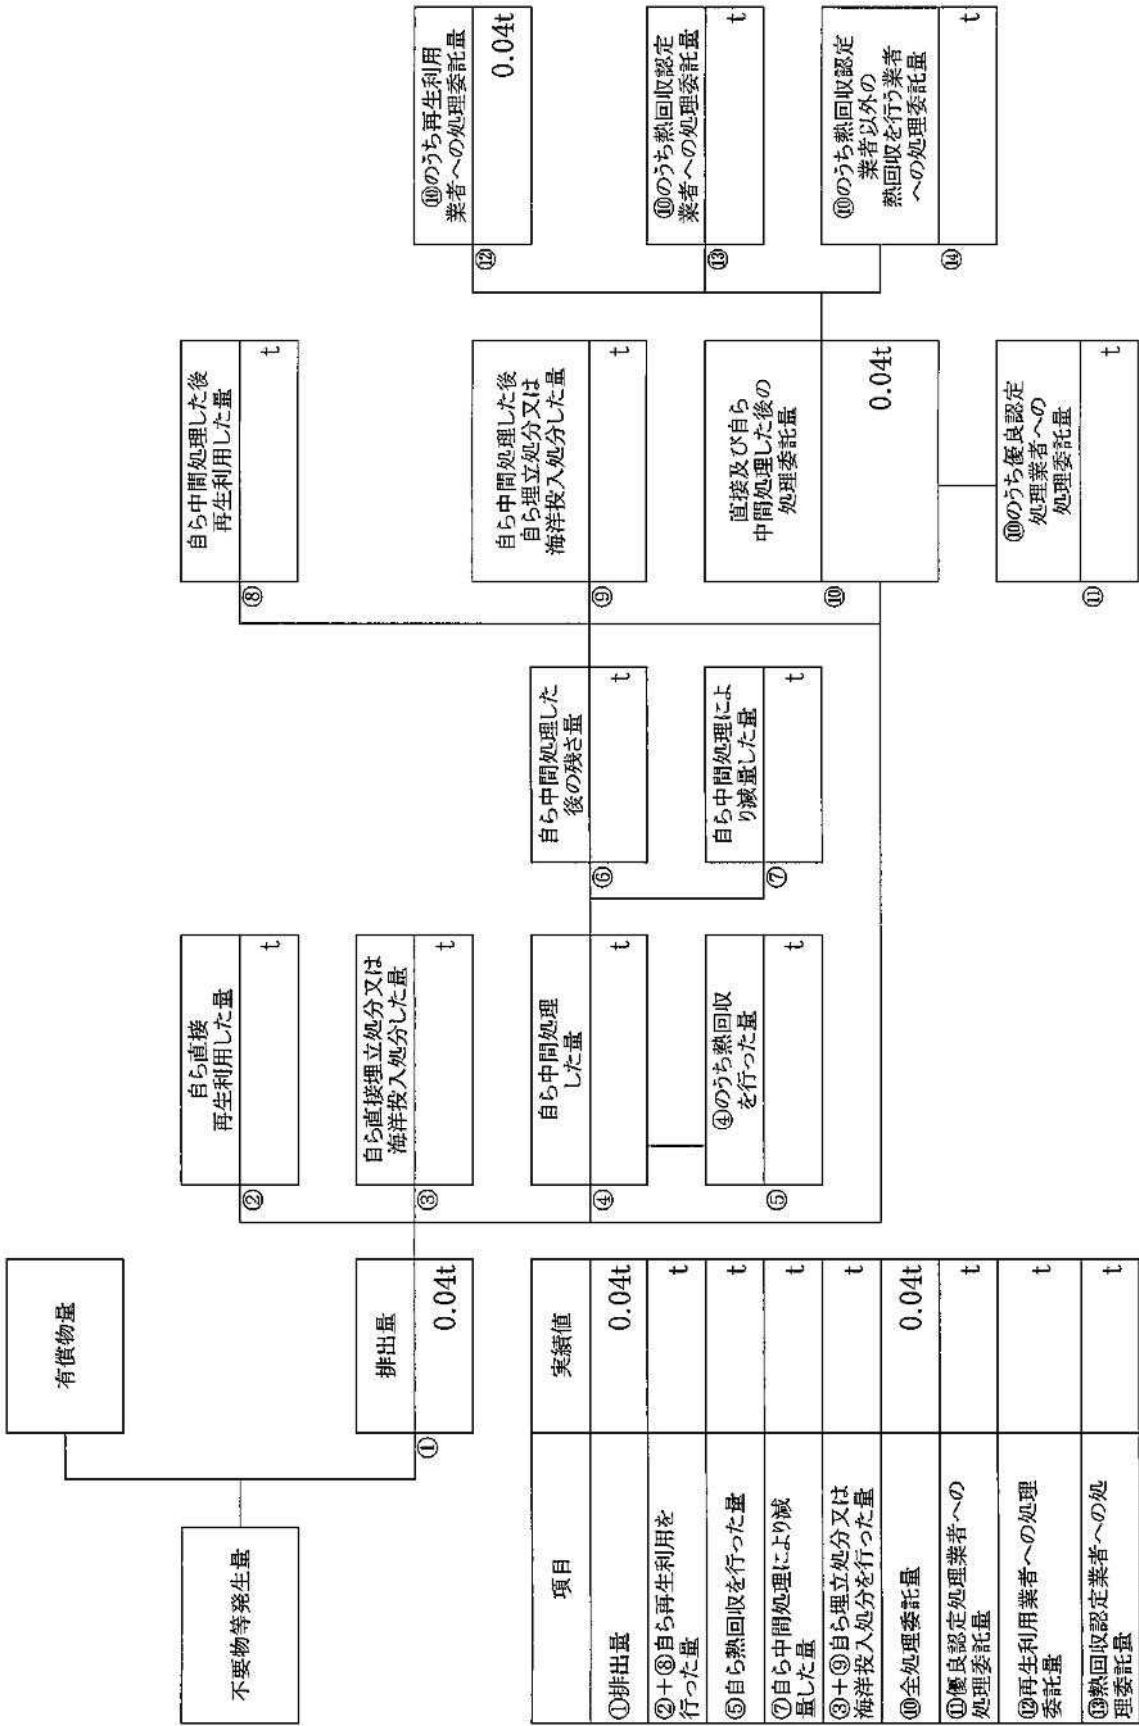 不要物等発生量
有償物量
排出量
①
0.04t
自ら直接
再生利用した量
②
t
自ら直接埋立処分又は
海洋投入処分した量
③
t
自ら中間処理
した量
④
t
④のうち熱回収
を行った量
⑤
t
自ら中間処理した
後の残さ量
⑥
t
自ら中間処理によ
り減量した量
⑦
t
自ら中間処理した後
再生利用した量
⑧
t
自ら中間処理した後
自ら埋立処分又は
海洋投入処分した量
⑨
t
直接及び自ら
中間処理した後の
処理委託量
⑩
0.04t
⑩のうち優良認定
処理業者への
処理委託量
⑪
t
⑩のうち再生利用
業者への処理委託量
⑫
0.04t
⑩のうち熱回収認定
業者への処理委託量
⑬
t
⑩のうち熱回収認定
業者以外の
熱回収を行う業者
への処理委託量
⑭
t
項目 実績値
①排出量 0.04t
②+⑧自ら再生利用を
行った量 t
⑤自ら熱回収を行った量 t
⑦自ら中間処理により減
量した量 t
③+⑨自ら埋立処分又は
海洋投入処分を行った量 t
⑩全処理委託量 0.04t
⑪優良認定処理業者への
処理委託量 t
⑫再生利用業者への処理
委託量 t
⑬熱回収認定業者への処
理委託量 t